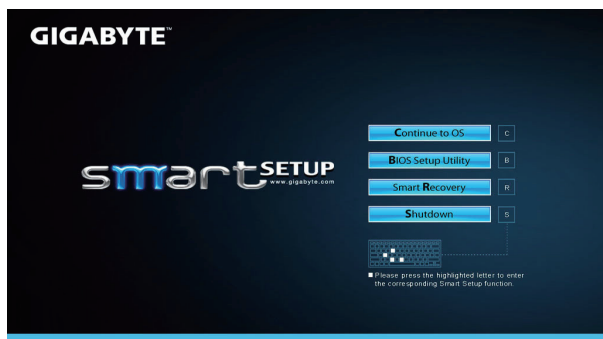 GIGABYTE™
smart SETUP
www.gigabyte.com
Continue to OS C
BIOS Setup Utility B
Smart Recovery R
Shutdown S
Please press the highlighted letter to enter
the corresponding Smart Setup function.